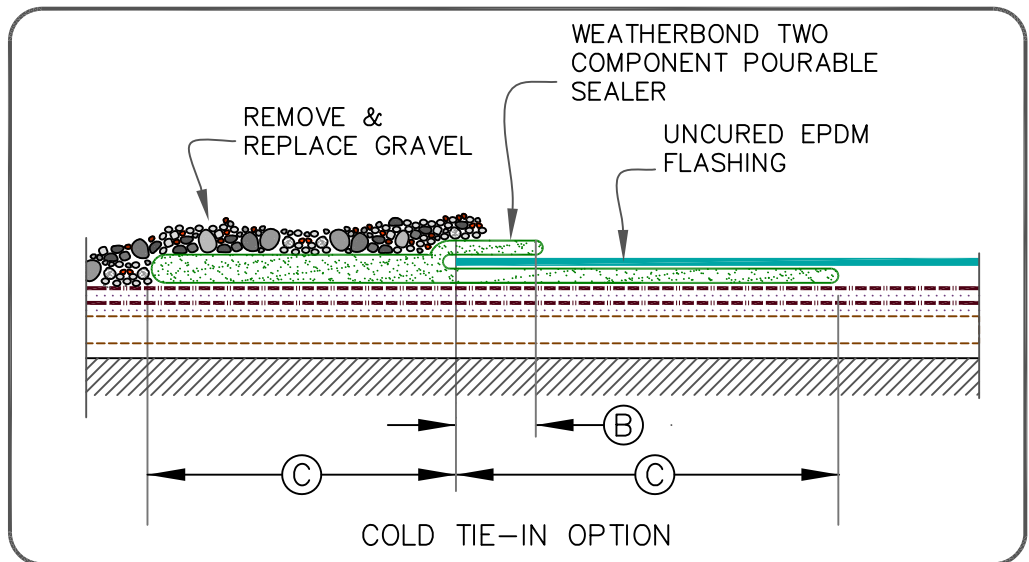 WEATHERBOND TWO
COMPONENT POURABLE
SEALER
REMOVE &
REPLACE GRAVEL
UNCURED EPDM
FLASHING
B
C
C
COLD TIE-IN OPTION